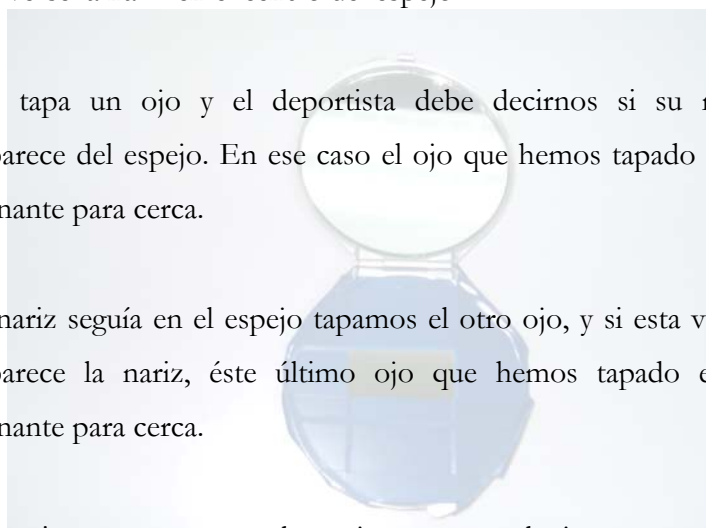 tapa un ojo y el deportista debe decirnos si su
parece del espejo. En ese caso el ojo que hemos tapado
nante para cerca.
nariz seguía en el espejo tapamos el otro ojo, y si esta v
parece la nariz, éste último ojo que hemos tapado e
nante para cerca.